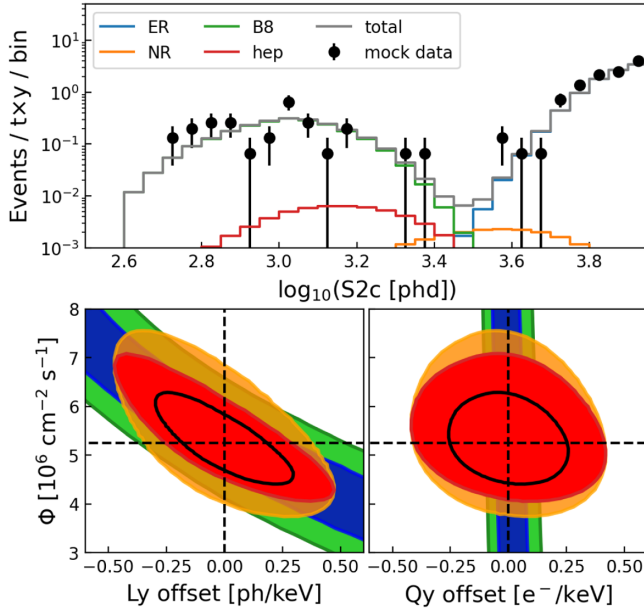 ER B8 total
NR hep mock data
Events / t×y / bin
10¹
10⁰
10⁻¹
10⁻²
10⁻³
2.6 2.8 3.0 3.2 3.4 3.6 3.8
log₁₀(S2c [phd])
Φ [10⁶ cm⁻² s⁻¹]
8
7
6
5
4
3
−0.50 −0.25 0.00 0.25 0.50
Ly offset [ph/keV]
−0.50 −0.25 0.00 0.25 0.50
Qy offset [e⁻/keV]